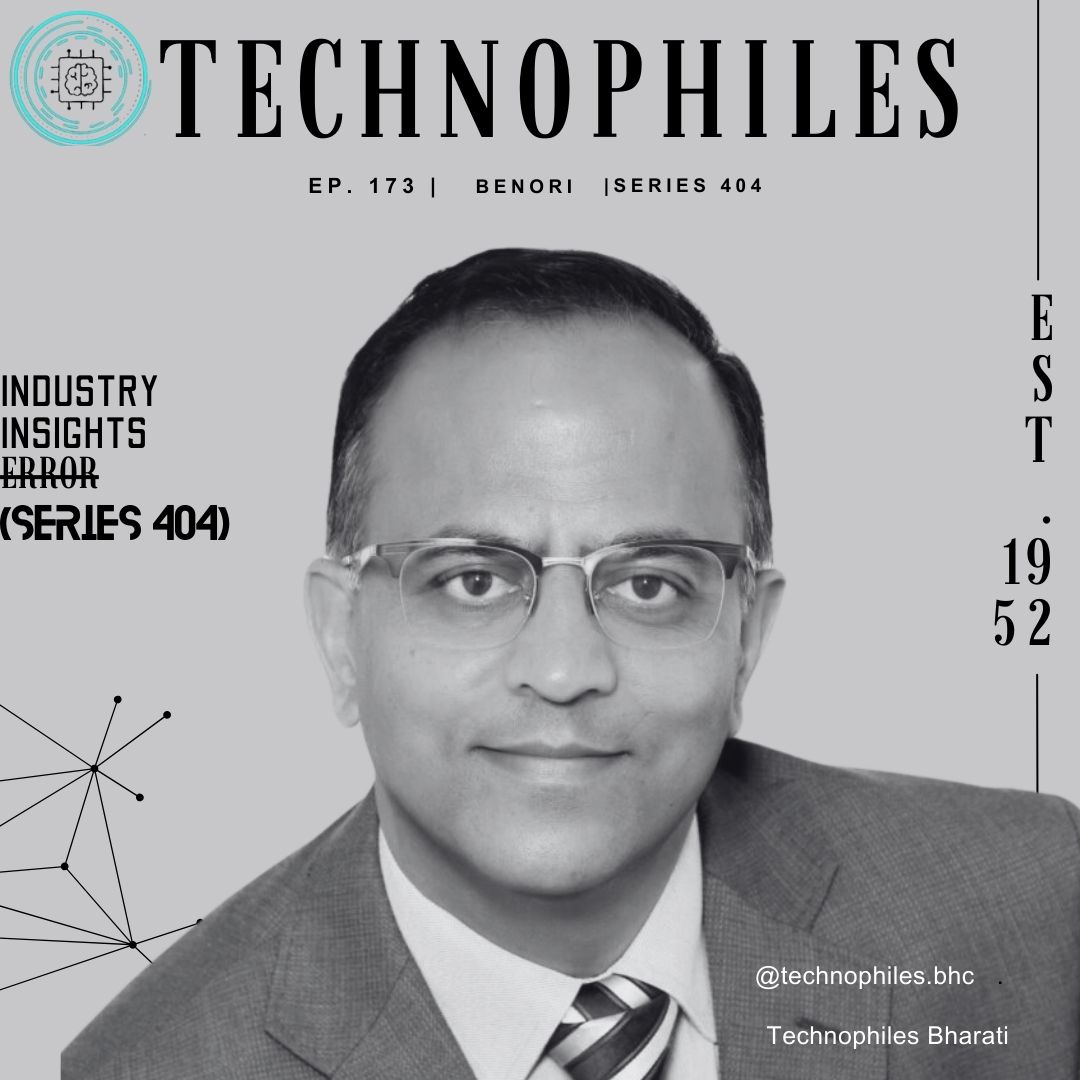 TECHNOPHILES
EP. 173 | BENORI |SERIES 404
INDUSTRY
INSIGHTS
ERROR
(SERIES 404)
E
S
T
.
19
52
@technophiles.bhc .
Technophiles Bharati